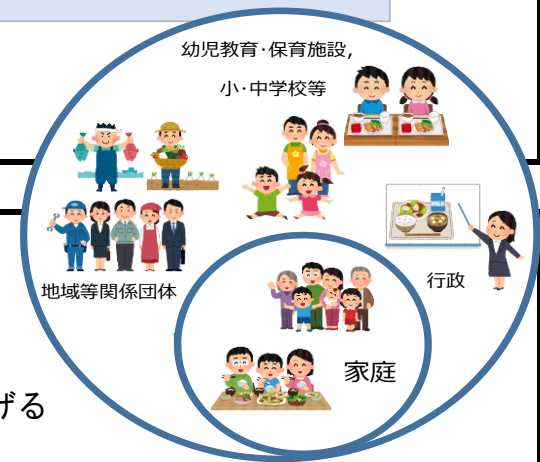 幼児教育・保育施設，
小・中学校等
地域等関係団体
行政
家庭
げる